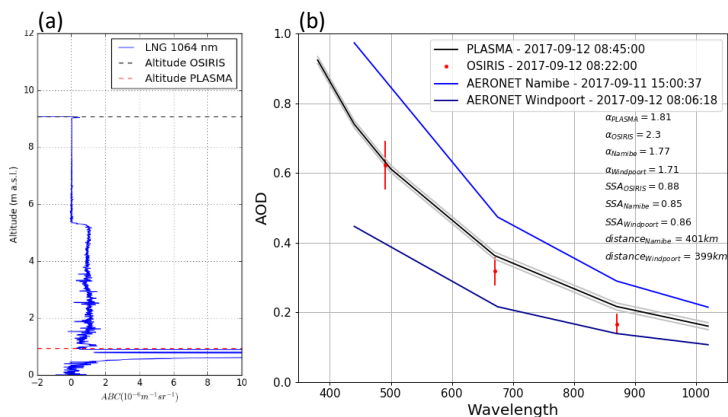 (a)
(b)
LNG 1064 nm
Altitude OSIRIS
Altitude PLASMA
Altitude (m a.s.l.)
12
10
8
6
4
2
0
−2
0
2
4
6
8
10
ABC(10⁻⁶m⁻¹sr⁻¹)
PLASMA - 2017-09-12 08:45:00
OSIRIS - 2017-09-12 08:22:00
AERONET Namibe - 2017-09-11 15:00:37
AERONET Windpoort - 2017-09-12 08:06:18
α_PLASMA = 1.81
α_OSIRIS = 2.3
α_Namibe = 1.77
α_Windpoort = 1.71
SSA_OSIRIS = 0.88
SSA_Namibe = 0.85
SSA_Windpoort = 0.86
distance_Namibe = 401km
distance_Windpoort = 399km
AOD
1.0
0.8
0.6
0.4
0.2
0.0
400
500
600
700
800
900
1000
Wavelength